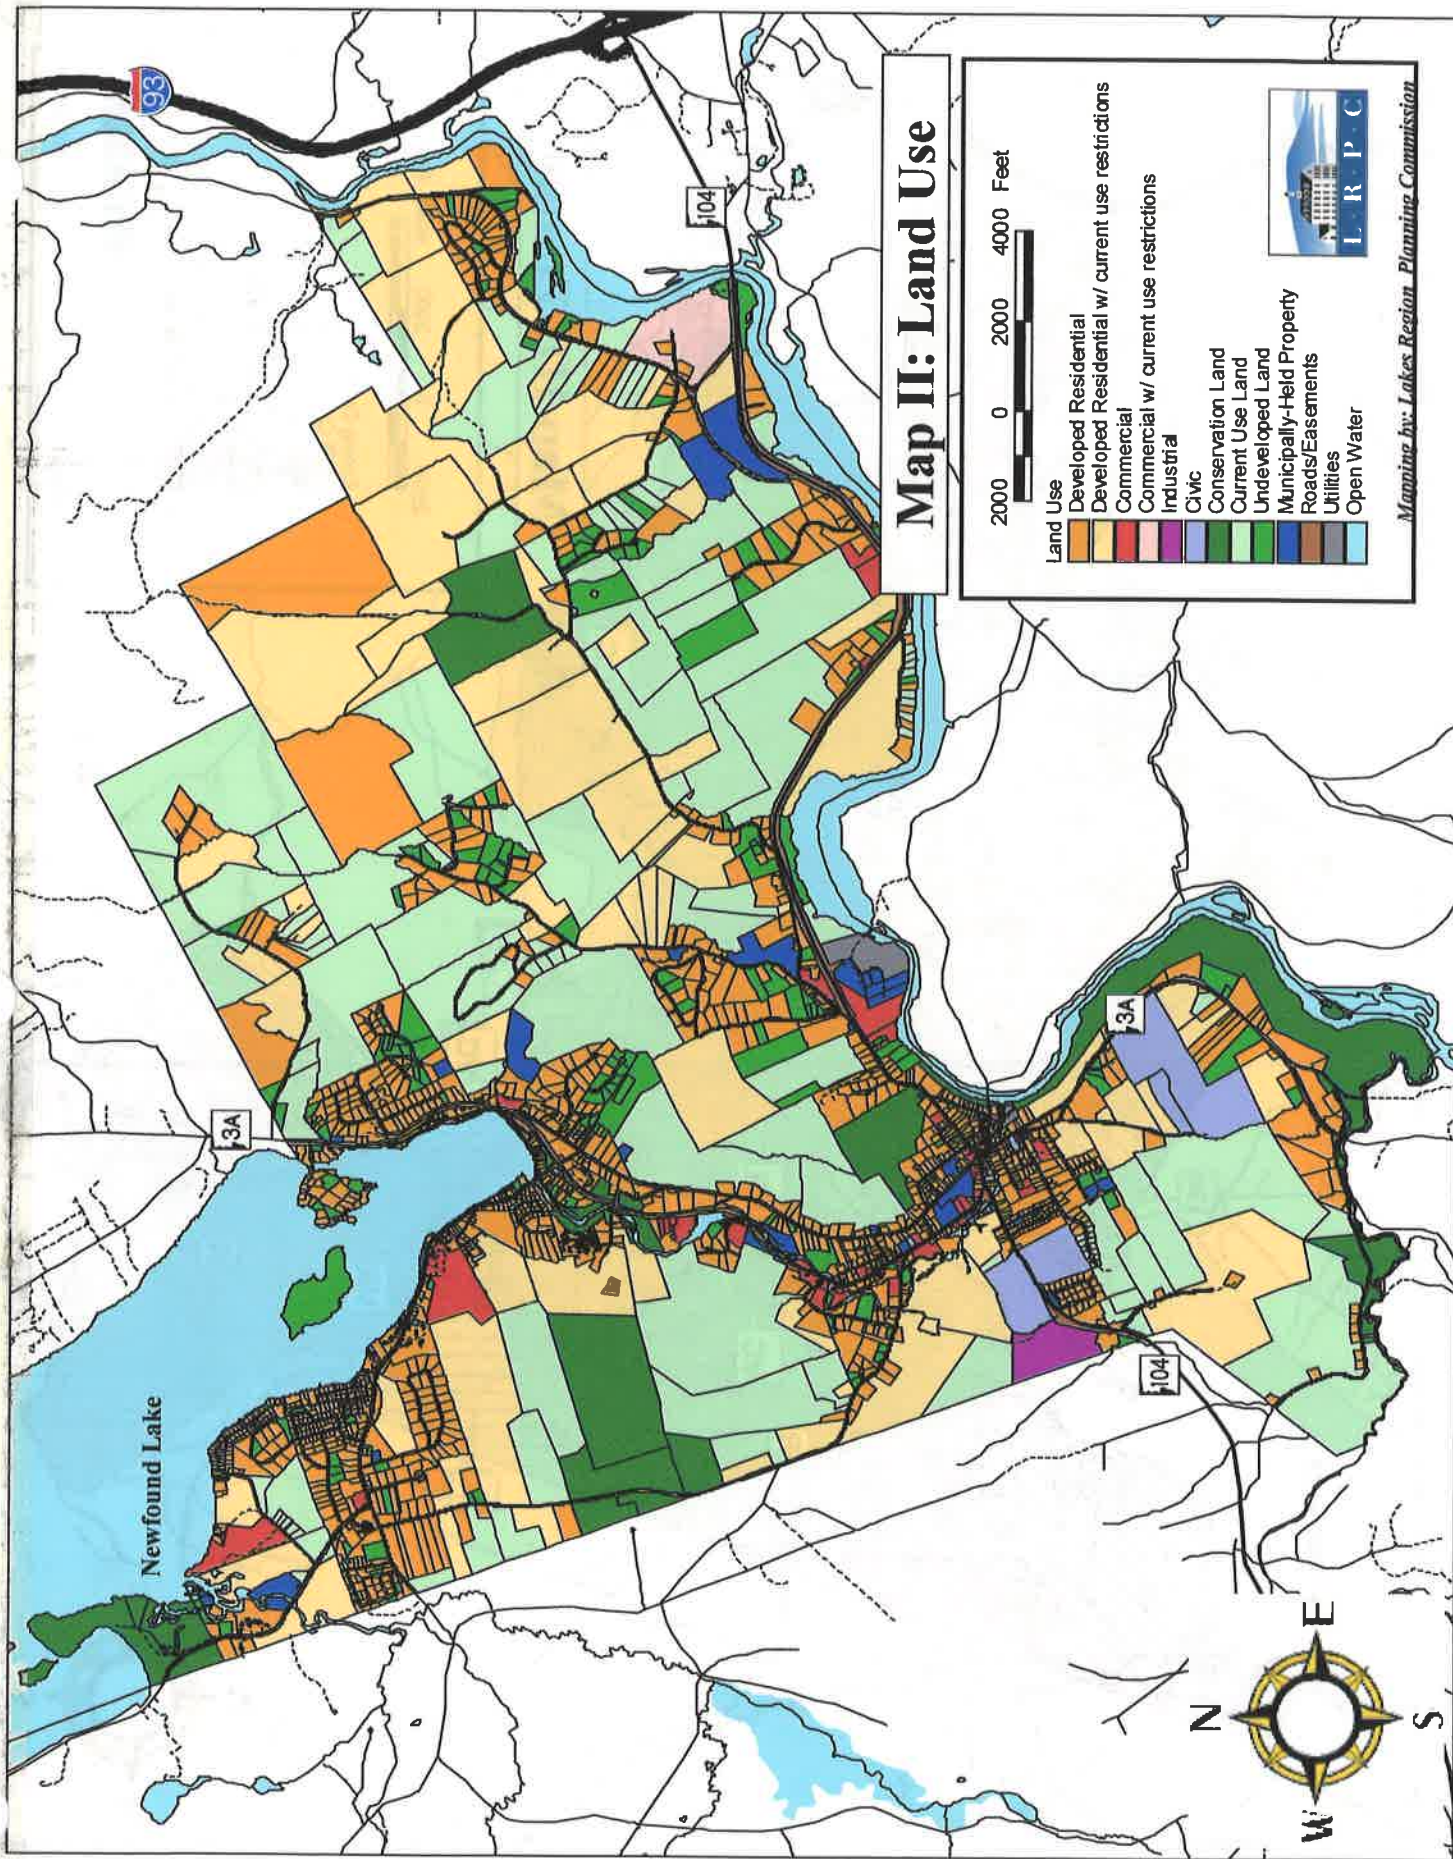 93
104
Newfound Lake
3A
3A
104
Map II: Land Use
2000 0 2000 4000 Feet
Land Use
Developed Residential
Developed Residential w/ current use restrictions
Commercial
Commercial w/ current use restrictions
Industrial
Civic
Conservation Land
Current Use Land
Undeveloped Land
Municipally-Held Property
Roads/Easements
Utilities
Open Water
L · R · P · C
Mapping by: Lakes Region Planning Commission
N
W E
S